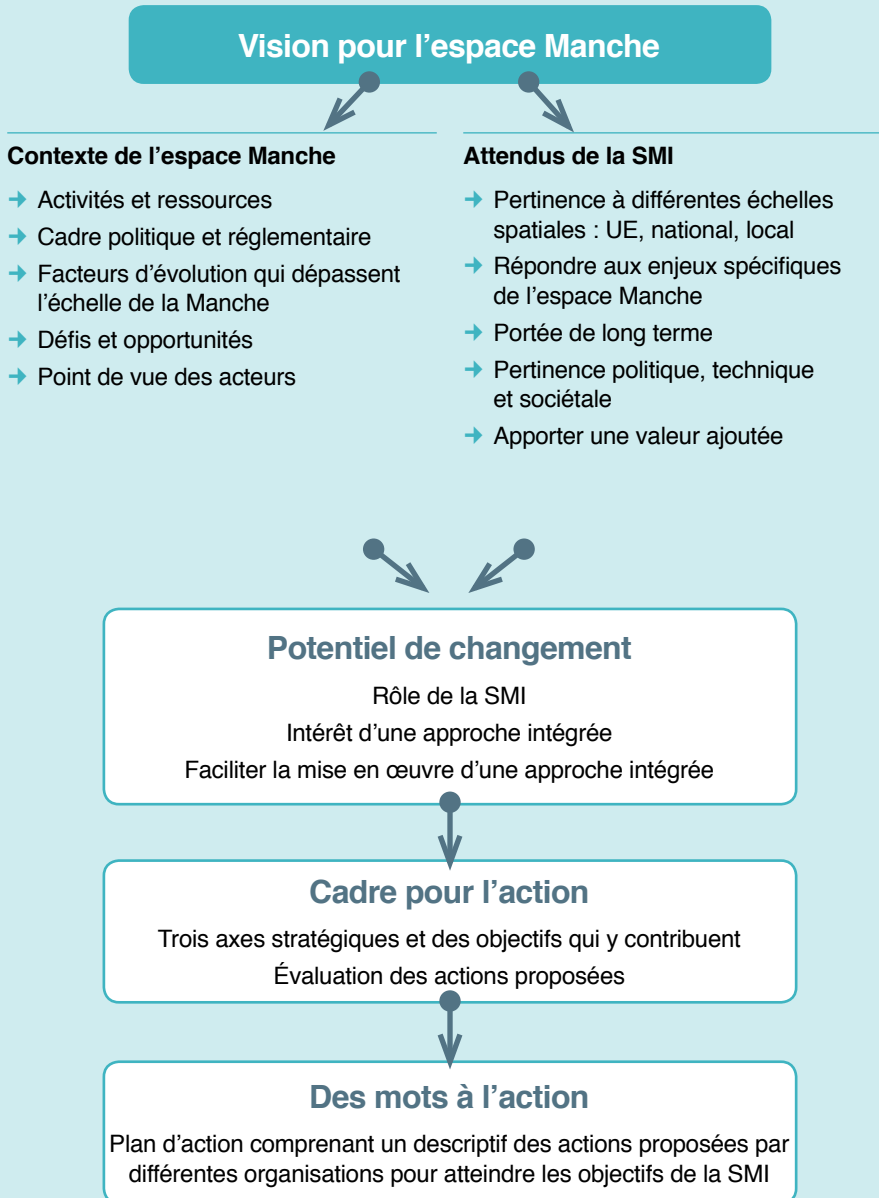 Vision pour l'espace Manche
Contexte de l'espace Manche
➔ Activités et ressources
➔ Cadre politique et réglementaire
➔ Facteurs d'évolution qui dépassent
l'échelle de la Manche
➔ Défis et opportunités
➔ Point de vue des acteurs
Attendus de la SMI
➔ Pertinence à différentes échelles
spatiales : UE, national, local
➔ Répondre aux enjeux spécifiques
de l'espace Manche
➔ Portée de long terme
➔ Pertinence politique, technique
et sociétale
➔ Apporter une valeur ajoutée
Potentiel de changement
Rôle de la SMI
Intérêt d'une approche intégrée
Faciliter la mise en œuvre d'une approche intégrée
Cadre pour l'action
Trois axes stratégiques et des objectifs qui y contribuent
Évaluation des actions proposées
Des mots à l'action
Plan d'action comprenant un descriptif des actions proposées par
différentes organisations pour atteindre les objectifs de la SMI